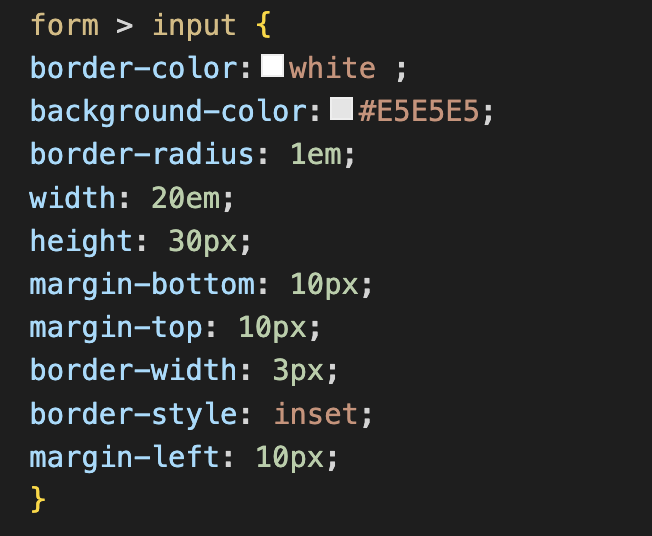 form > input {
border-color: white ;
background-color: #E5E5E5;
border-radius: 1em;
width: 20em;
height: 30px;
margin-bottom: 10px;
margin-top: 10px;
border-width: 3px;
border-style: inset;
margin-left: 10px;
}